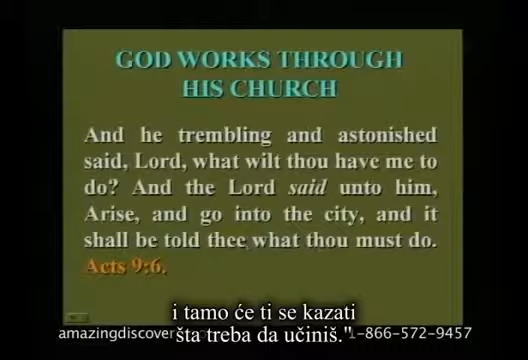 GOD WORKS THROUGH
HIS CHURCH
And he trembling and astonished
said, Lord, what wilt thou have me to
do? And the Lord said unto him,
Arise, and go into the city, and it
shall be told thee what thou must do.
Acts 9:6.
i tamo će ti se kazati
šta treba da učiniš."
amazingdiscover 1-866-572-9457